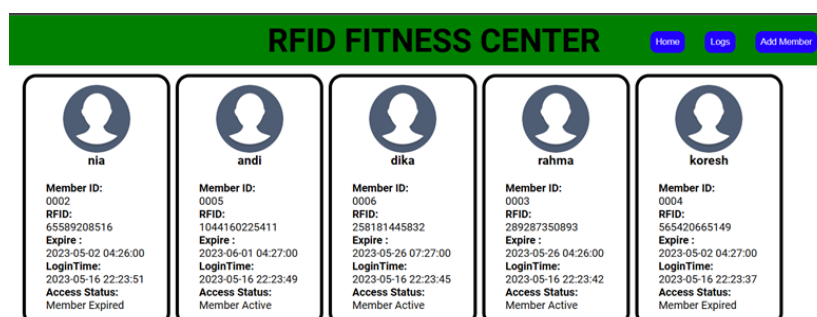 RFID FITNESS CENTER
Home
Logs
Add Member
nia
Member ID:
0002
RFID:
65589208516
Expire :
2023-05-02 04:26:00
LoginTime:
2023-05-16 22:23:51
Access Status:
Member Expired
andi
Member ID:
0005
RFID:
1044160225411
Expire :
2023-06-01 04:27:00
LoginTime:
2023-05-16 22:23:49
Access Status:
Member Active
dika
Member ID:
0006
RFID:
258181445832
Expire :
2023-05-26 07:27:00
LoginTime:
2023-05-16 22:23:45
Access Status:
Member Active
rahma
Member ID:
0003
RFID:
289287350893
Expire :
2023-05-26 04:26:00
LoginTime:
2023-05-16 22:23:42
Access Status:
Member Active
koresh
Member ID:
0004
RFID:
565420665149
Expire :
2023-05-02 04:27:00
LoginTime:
2023-05-16 22:23:37
Access Status:
Member Expired